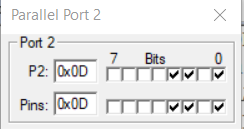 Parallel Port 2
Port 2
7 Bits 0
P2: 0x0D
Pins: 0x0D